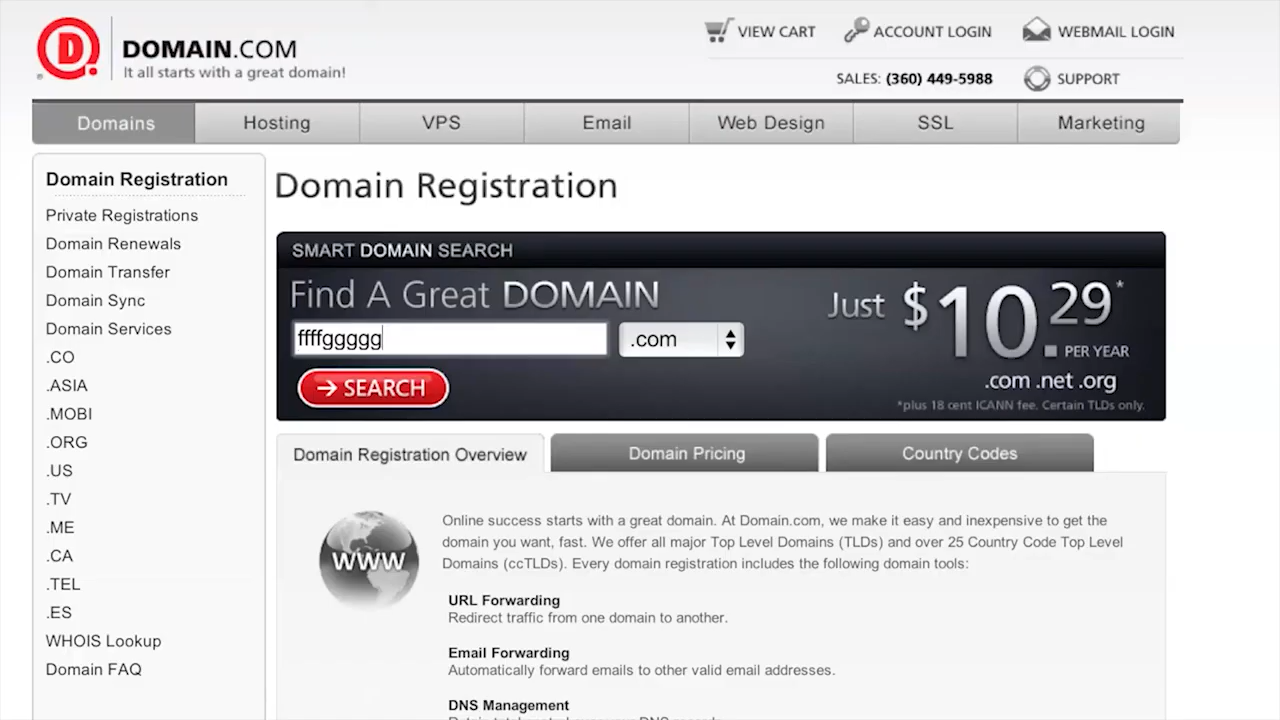 DOMAIN.COM
It all starts with a great domain!
VIEW CART
ACCOUNT LOGIN
WEBMAIL LOGIN
SALES: (360) 449-5988
SUPPORT
Domains
Hosting
VPS
Email
Web Design
SSL
Marketing
Domain Registration
Private Registrations
Domain Renewals
Domain Transfer
Domain Sync
Domain Services
.CO
.ASIA
.MOBI
.ORG
.US
.TV
.ME
.CA
.TEL
.ES
WHOIS Lookup
Domain FAQ
Domain Registration
SMART DOMAIN SEARCH
Find A Great DOMAIN
ffffggggg
.com
SEARCH
Just $10.29*
PER YEAR
.com .net .org
*plus 18 cent ICANN fee. Certain TLDs only.
Domain Registration Overview
Domain Pricing
Country Codes
WWW
Online success starts with a great domain. At Domain.com, we make it easy and inexpensive to get the
domain you want, fast. We offer all major Top Level Domains (TLDs) and over 25 Country Code Top Level
Domains (ccTLDs). Every domain registration includes the following domain tools:
URL Forwarding
Redirect traffic from one domain to another.
Email Forwarding
Automatically forward emails to other valid email addresses.
DNS Management